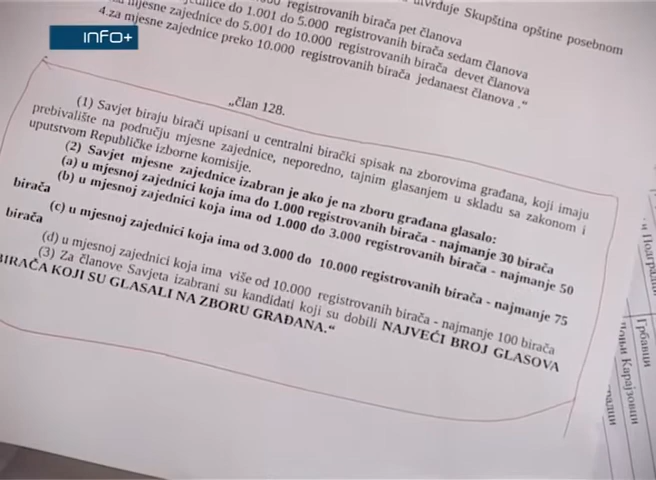 INFO+
registrovanih birača pet članova
utvrđuje Skupština opštine posebnom
mjesne zajednice do 1.001 do 5.000 registrovanih birača sedam članova
mjesne zajednice do 5.001 do 10.000 registrovanih birača devet članova
4.za mjesne zajednice preko 10.000 registrovanih birača jedanaest članova .“
„član 128.
(1) Savjet biraju birači upisani u centralni birački spisak na zborovima građana, koji imaju
prebivalište na području mjesne zajednice, neporedno, tajnim glasanjem u skladu sa zakonom i
uputstvom Republičke izborne komisije.
(2) Savjet mjesne zajednice izabran je ako je na zboru građana glasalo:
(a) u mjesnoj zajednici koja ima do 1.000 registrovanih birača - najmanje 30 birača
(b) u mjesnoj zajednici koja ima od 1.000 do 3.000 registrovanih birača - najmanje 50
birača
(c) u mjesnoj zajednici koja ima od 3.000 do 10.000 registrovanih birača - najmanje 75
birača
(d) u mjesnoj zajednici koja ima više od 10.000 registrovanih birača - najmanje 100 birača
(3) Za članove Savjeta izabrani su kandidati koji su dobili NAJVEĆI BROJ GLASOVA
BIRAČA KOJI SU GLASALI NA ZBORU GRAĐANA.“
Грбавци
Карајзовци